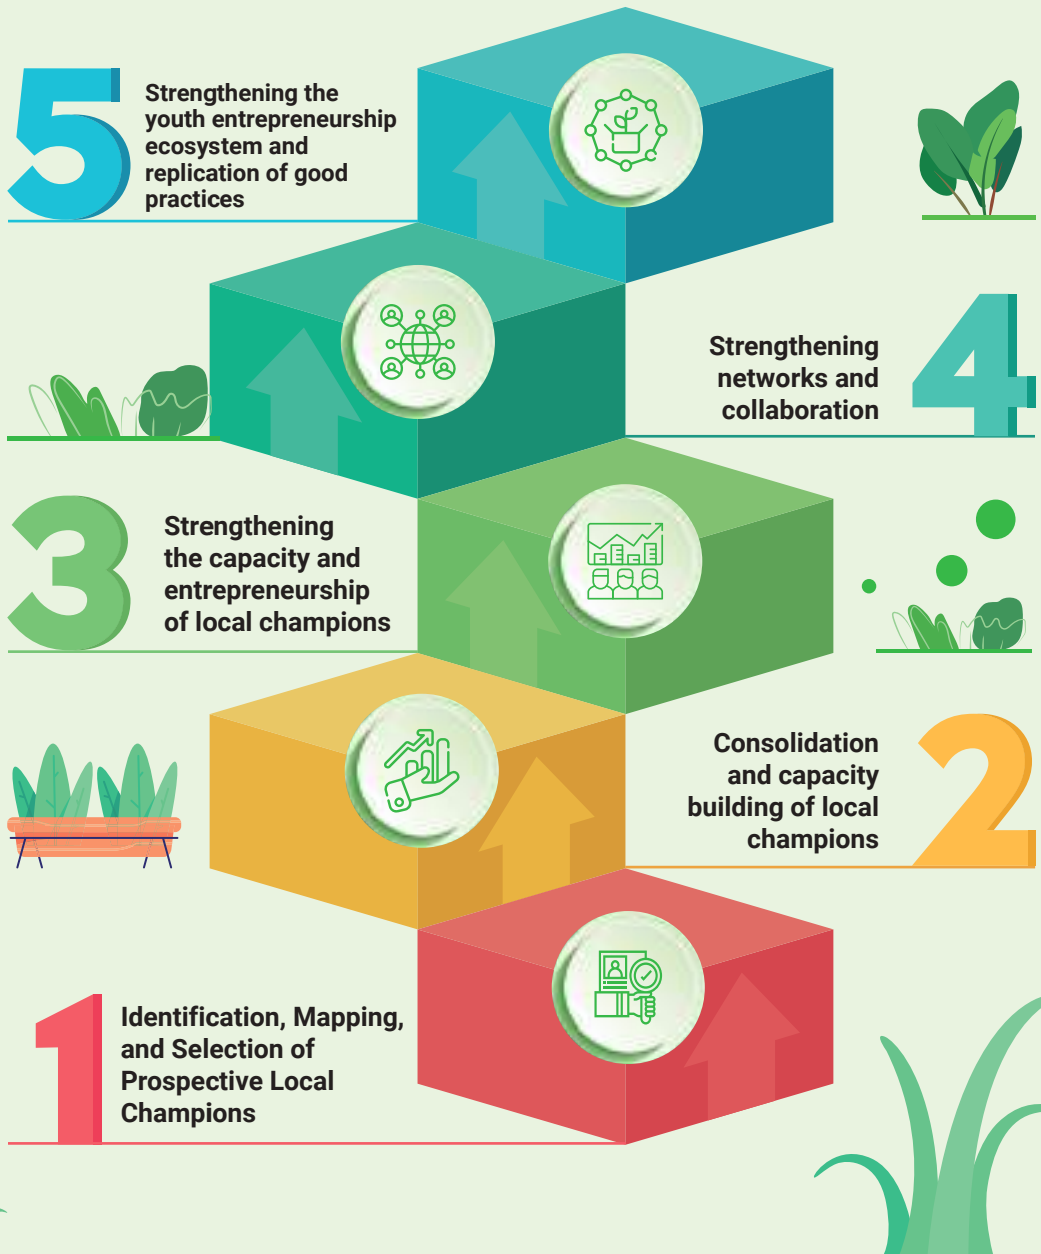 5
Strengthening the
youth entrepreneurship
ecosystem and
replication of good
practices
4
Strengthening
networks and
collaboration
3
Strengthening
the capacity and
entrepreneurship
of local champions
2
Consolidation
and capacity
building of local
champions
1
Identification, Mapping,
and Selection of
Prospective Local
Champions